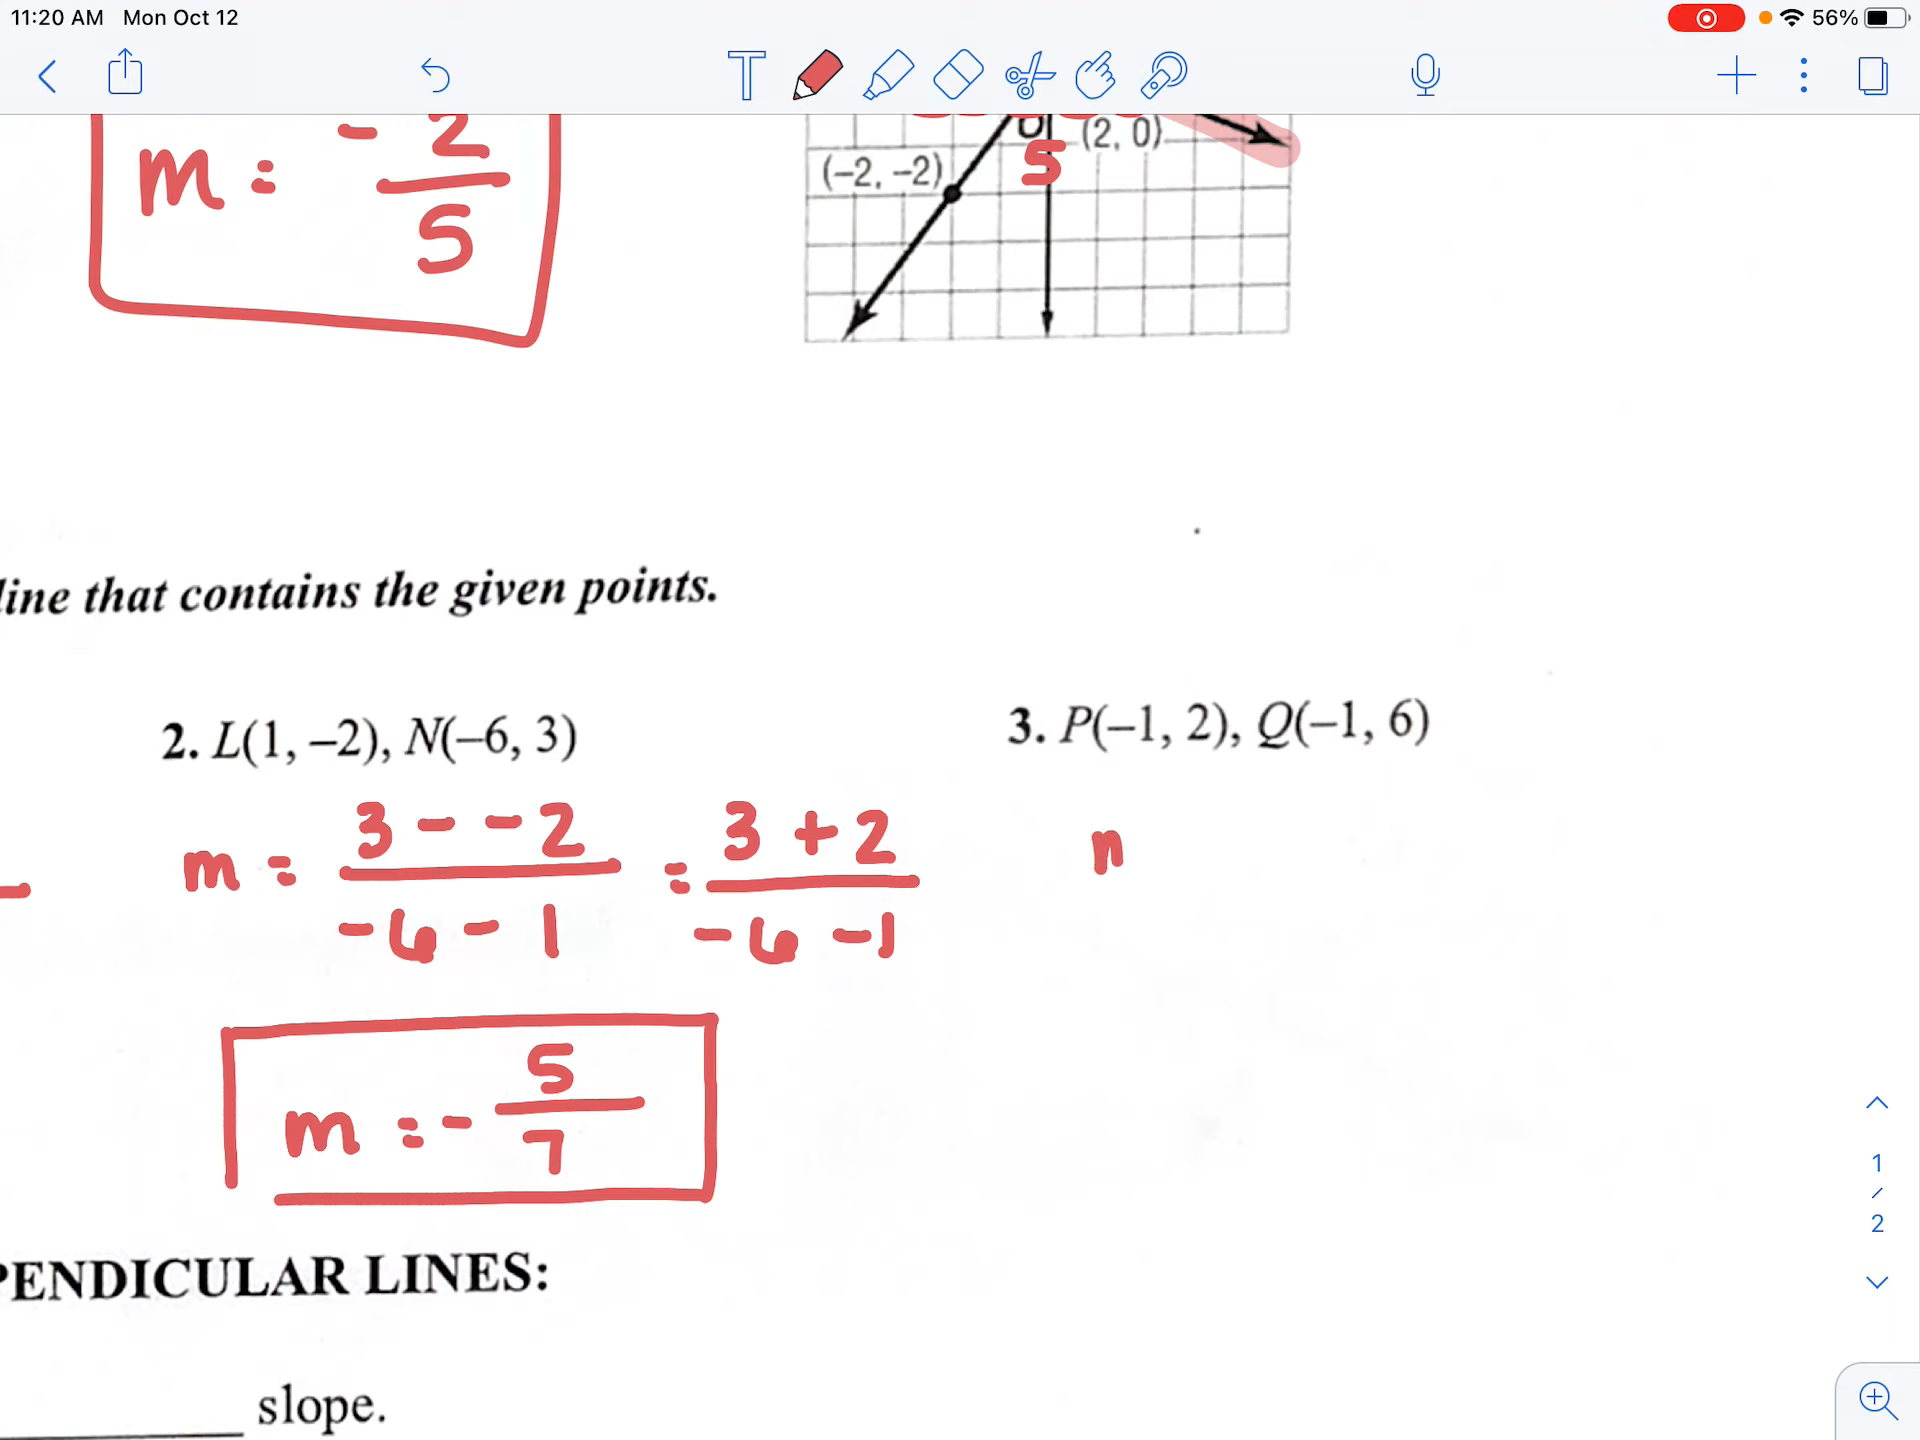 11:20 AM Mon Oct 12
56%
T
m = - 2
5
(2, 0)
(-2, -2)
5
line that contains the given points.
2. L(1, –2), N(–6, 3)
3. P(–1, 2), Q(–1, 6)
m = 3 - - 2 = 3 + 2
-6 - 1 -6 -1
n
m = - 5
7
PENDICULAR LINES:
slope.
1
/
2